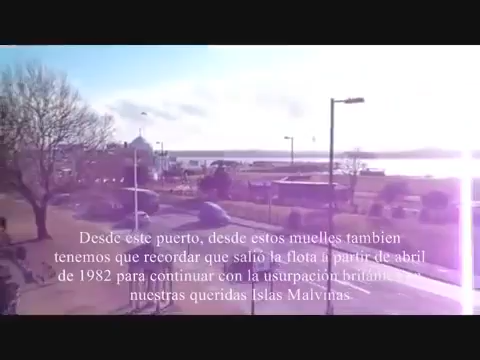 Desde este puerto, desde estos muelles tambien
tenemos que recordar que salió la flota a partir de abril
de 1982 para continuar con la usurpación británica en
nuestras queridas Islas Malvinas.